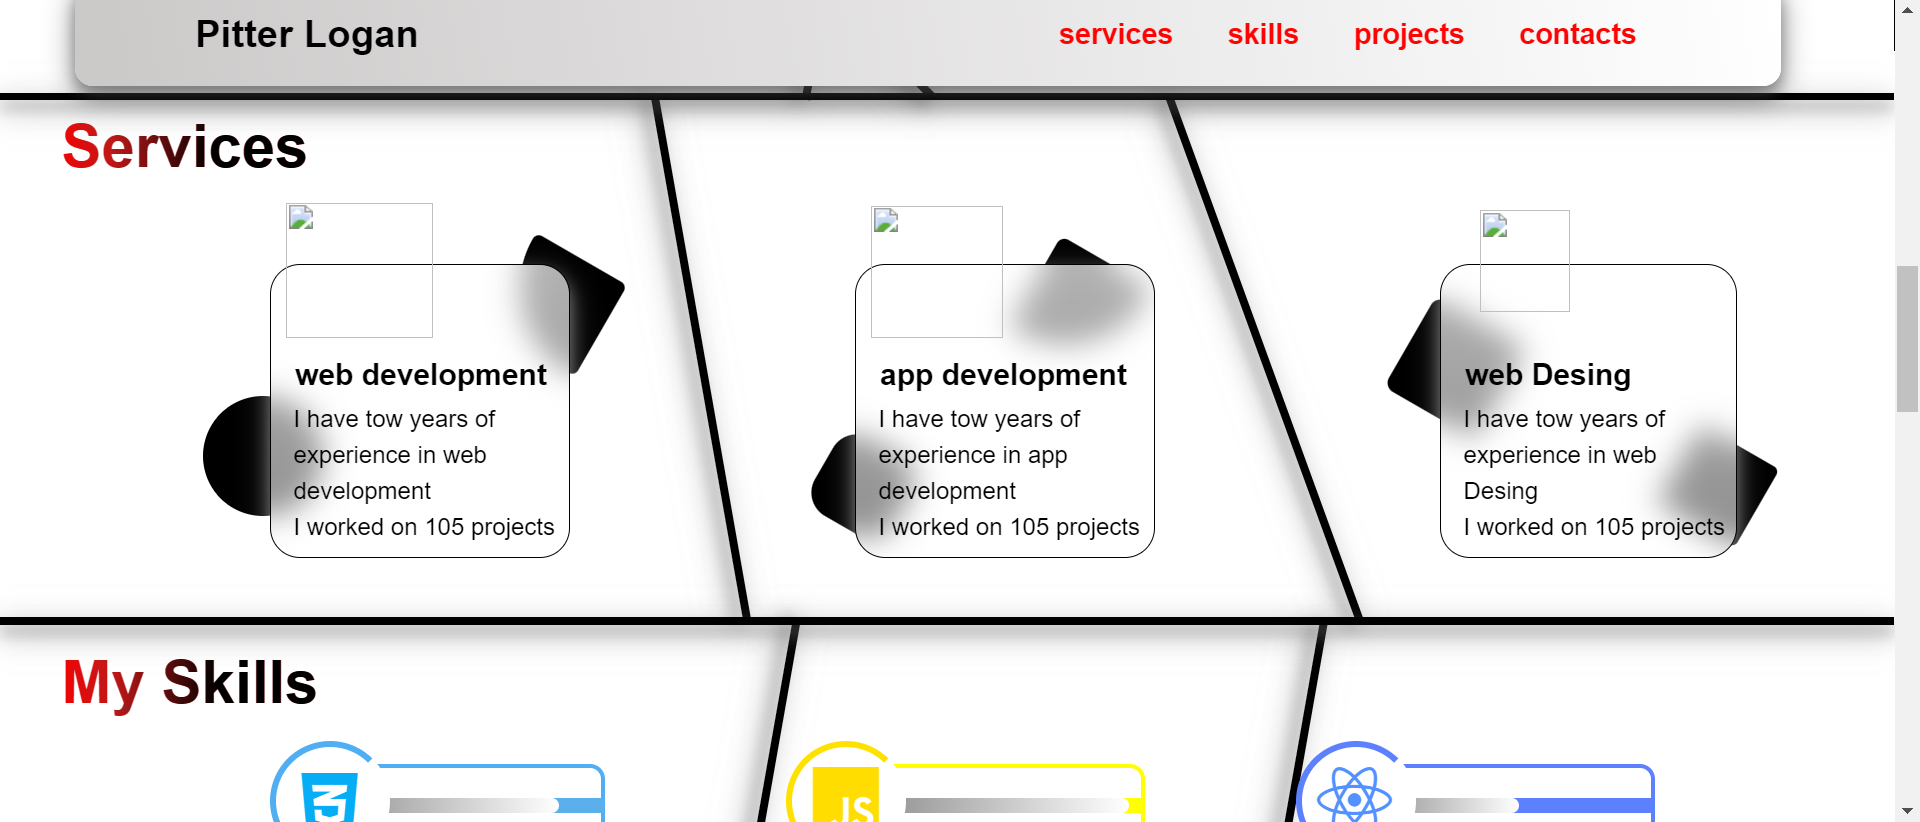 Pitter Logan
services skills projects contacts
Services
web development
I have tow years of
experience in web
development
I worked on 105 projects
app development
I have tow years of
experience in app
development
I worked on 105 projects
web Desing
I have tow years of
experience in web
Desing
I worked on 105 projects
My Skills
JS